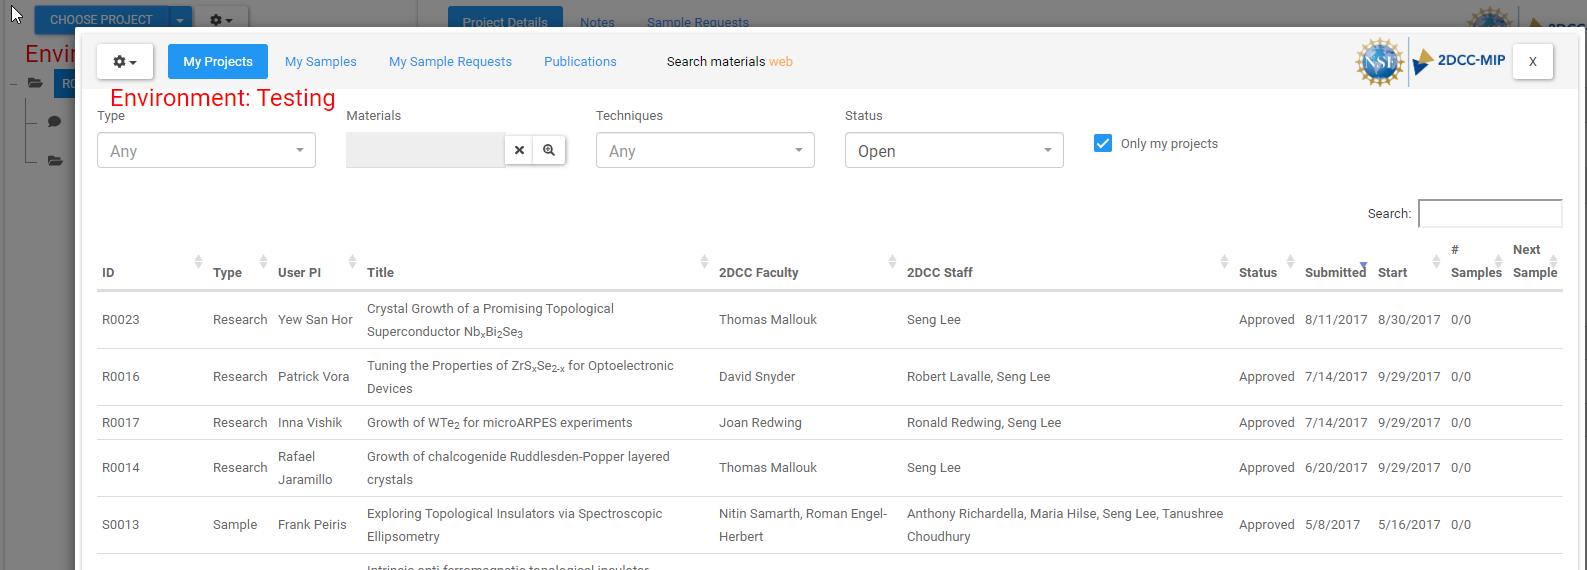 CHOOSE PROJECT
Project Details Notes Sample Requests
My Projects My Samples My Sample Requests Publications Search materials web
NSF 2DCC-MIP X
Environment: Testing
Type Materials Techniques Status
Any Any Open Only my projects
Search:
ID Type User PI Title 2DCC Faculty 2DCC Staff Status Submitted Start # Samples Next Sample
R0023 Research Yew San Hor Crystal Growth of a Promising Topological Thomas Mallouk Seng Lee Approved 8/11/2017 8/30/2017 0/0
Superconductor NbₓBi₂Se₃
R0016 Research Patrick Vora Tuning the Properties of ZrSₓSe₂₋ₓ for Optoelectronic David Snyder Robert Lavalle, Seng Lee Approved 7/14/2017 9/29/2017 0/0
Devices
R0017 Research Inna Vishik Growth of WTe₂ for microARPES experiments Joan Redwing Ronald Redwing, Seng Lee Approved 7/14/2017 9/29/2017 0/0
R0014 Research Rafael Jaramillo Growth of chalcogenide Ruddlesden-Popper layered Thomas Mallouk Seng Lee Approved 6/20/2017 9/29/2017 0/0
crystals
S0013 Sample Frank Peiris Exploring Topological Insulators via Spectroscopic Nitin Samarth, Roman Engel- Anthony Richardella, Maria Hilse, Seng Lee, Tanushree Approved 5/8/2017 5/16/2017 0/0
Ellipsometry Herbert Choudhury
Intrinsic anti ferromagnetic topological insulator